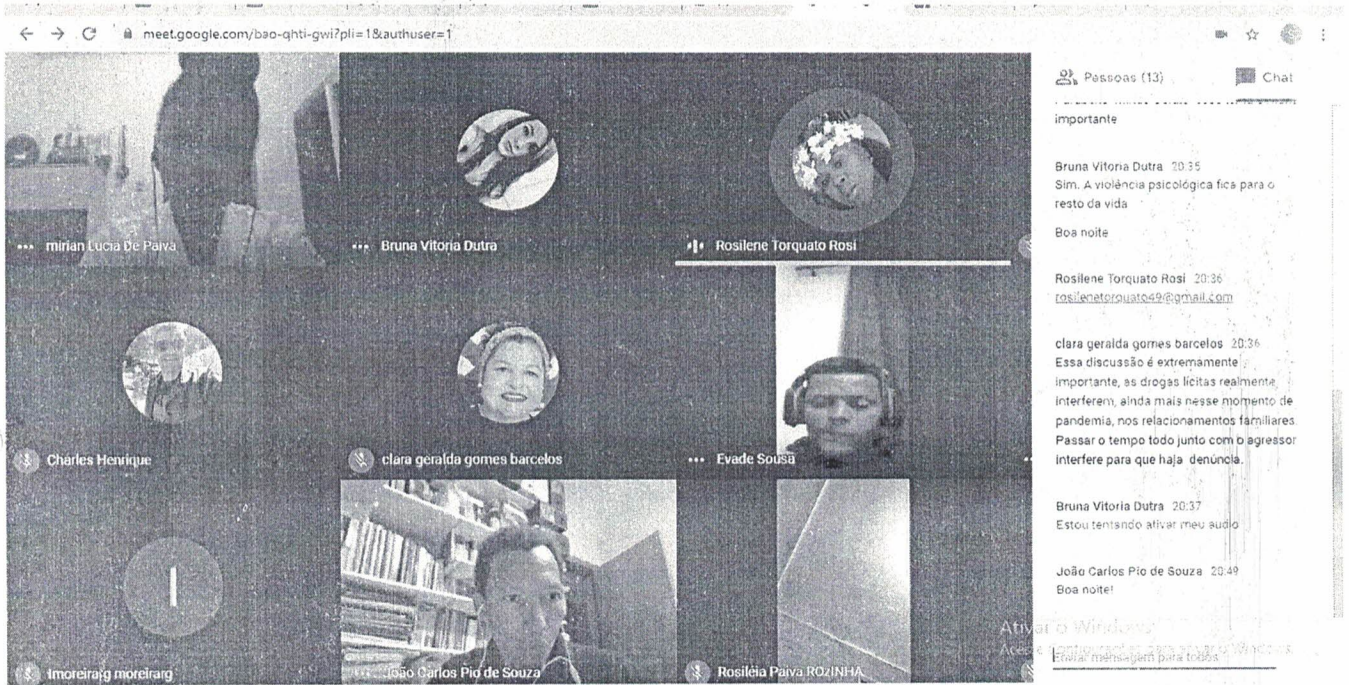 meet.google.com/bao-qhti-gwi?pli=1&authuser=1
Pessoas (13)
Chat
importante
Bruna Vitoria Dutra 20:35
Sim. A violência psicológica fica para o
resto da vida
Boa noite
Rosilene Torquato Rosi 20:36
rosilenetorquato49@gmail.com
clara geralda gomes barcelos 20:36
Essa discussão é extremamente
importante, as drogas lícitas realmente
interferem, ainda mais nesse momento de
pandemia, nos relacionamentos familiares.
Passar o tempo todo junto com o agressor
interfere para que haja denúncia.
Bruna Vitoria Dutra 20:37
Estou tentando ativar meu audio
João Carlos Pio de Souza 20:49
Boa noite!
Ativar o Windows
Enviar mensagem para todos
mirian Lucia De Paiva
Bruna Vitoria Dutra
Rosilene Torquato Rosi
Charles Henrique
clara geralda gomes barcelos
Evade Sousa
I
lmoreirarg moreirarg
João Carlos Pio de Souza
Rosiléia Paiva ROZINHA